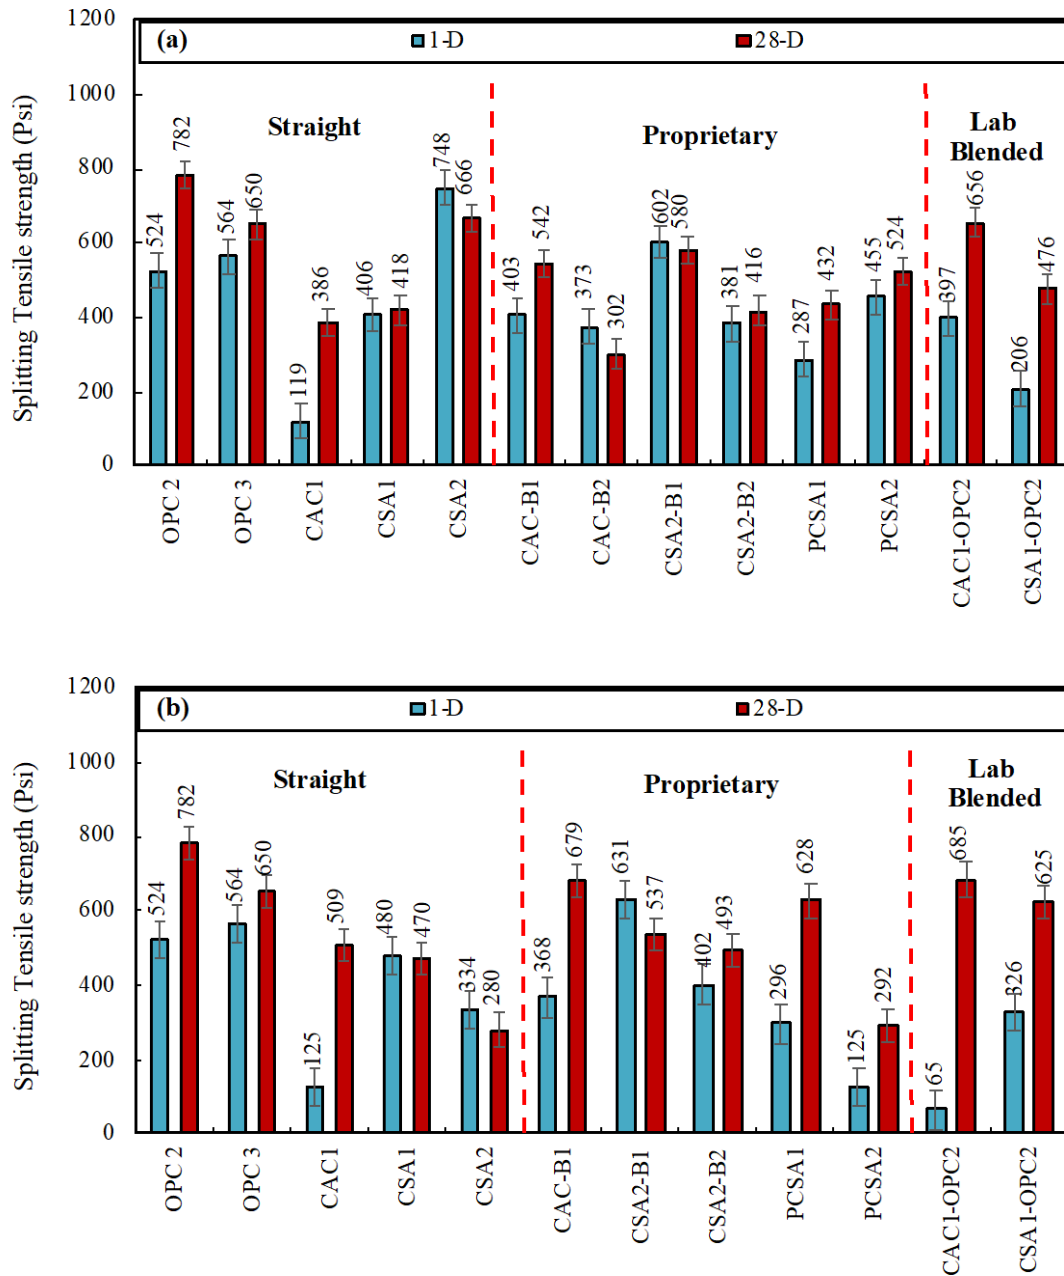 (a)
1-D
28-D
Splitting Tensile strength (Psi)
1200
1000
800
600
400
200
0
Straight
Proprietary
Lab
Blended
524
782
564
650
119
386
406
418
748
666
403
542
373
302
602
580
381
416
287
432
455
524
397
656
206
476
OPC 2
OPC 3
CAC1
CSA1
CSA2
CAC-B1
CAC-B2
CSA2-B1
CSA2-B2
PCSA1
PCSA2
CAC1-OPC2
CSA1-OPC2
(b)
1-D
28-D
Splitting Tensile strength (Psi)
1200
1000
800
600
400
200
0
Straight
Proprietary
Lab
Blended
524
782
564
650
125
509
480
470
334
280
368
679
631
537
402
493
296
628
125
292
65
685
326
625
OPC 2
OPC 3
CAC1
CSA1
CSA2
CAC-B1
CSA2-B1
CSA2-B2
PCSA1
PCSA2
CAC1-OPC2
CSA1-OPC2